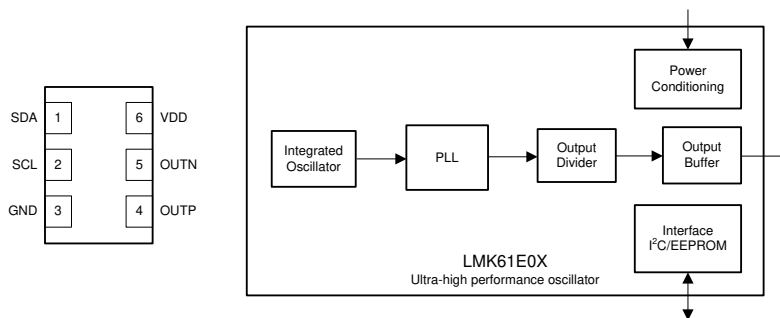 SDA 1 6 VDD
SCL 2 5 OUTN
GND 3 4 OUTP
Power
Conditioning
Integrated
Oscillator
PLL
Output
Divider
Output
Buffer
Interface
I²C/EEPROM
LMK61E0X
Ultra-high performance oscillator